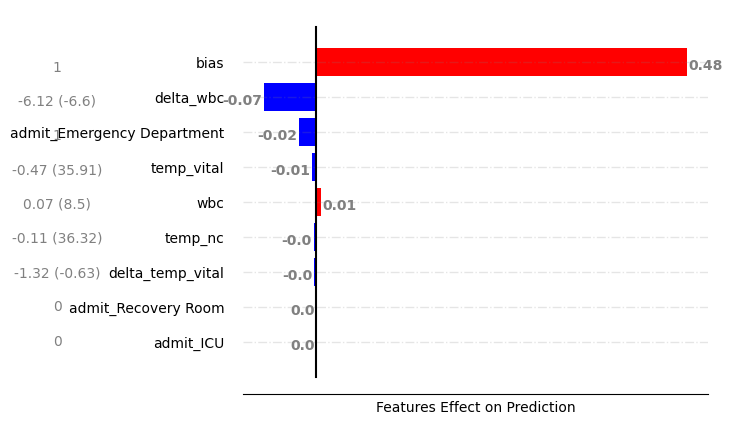 1 bias 0.48
-6.12 (-6.6) delta_wbc -0.07
1 admit_Emergency Department -0.02
-0.47 (35.91) temp_vital -0.01
0.07 (8.5) wbc 0.01
-0.11 (36.32) temp_nc -0.0
-1.32 (-0.63) delta_temp_vital -0.0
0 admit_Recovery Room 0.0
0 admit_ICU 0.0
Features Effect on Prediction